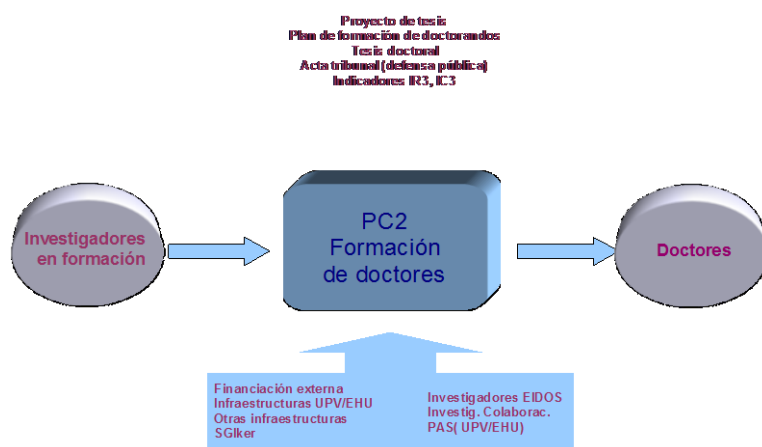 Proyecto de tesis
Plan de formación de doctorandos
Tesis doctoral
Acta tribunal (defensa pública)
Indicadores IR3, IC3
Investigadores
en formación
PC2
Formación
de doctores
Doctores
Financiación externa
Infraestructuras UPV/EHU
Otras infraestructuras
SGIker
Investigadores EIDOS
Investig. Colaborac.
PAS( UPV/EHU)